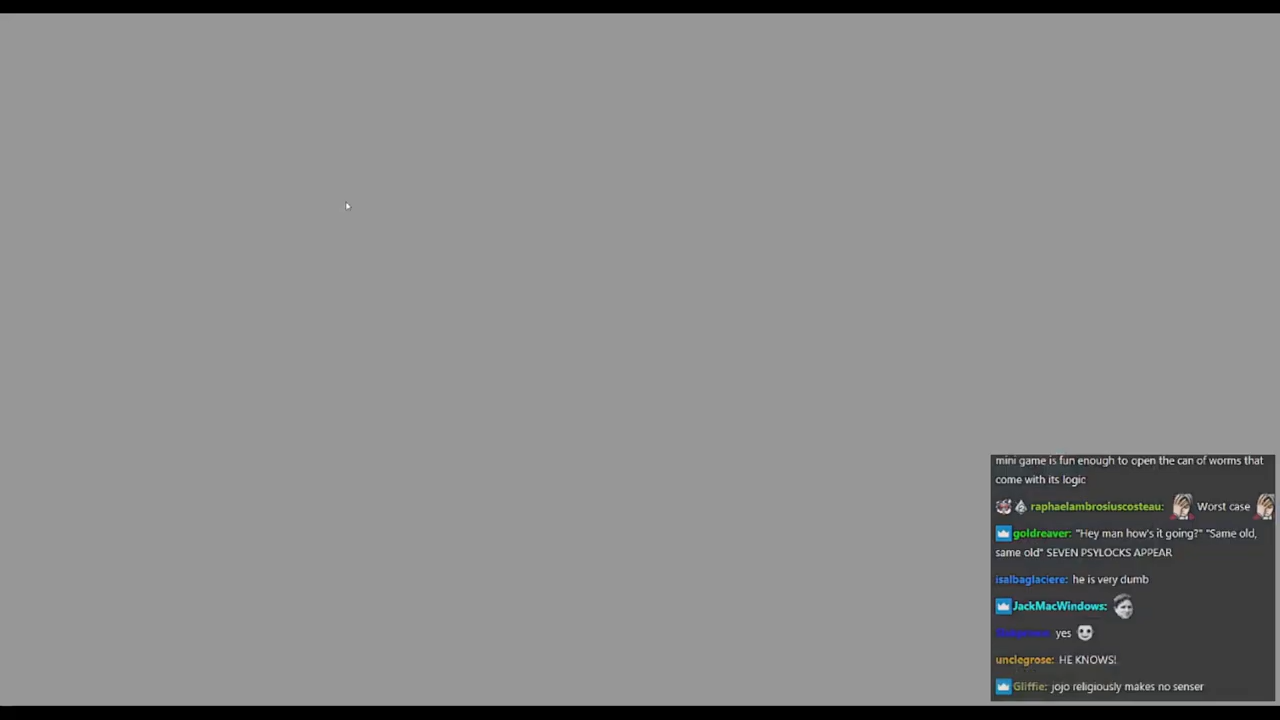 mini game is fun enough to open the can of worms that
come with its logic
raphaelambrosiuscosteau: Worst case
goldreaver: "Hey man how's it going?" "Same old,
same old" SEVEN PSYLOCKS APPEAR
isalbaglaciere: he is very dumb
JackMacWindows:
yes
unclegrose: HE KNOWS!
Gliffie: jojo religiously makes no senser